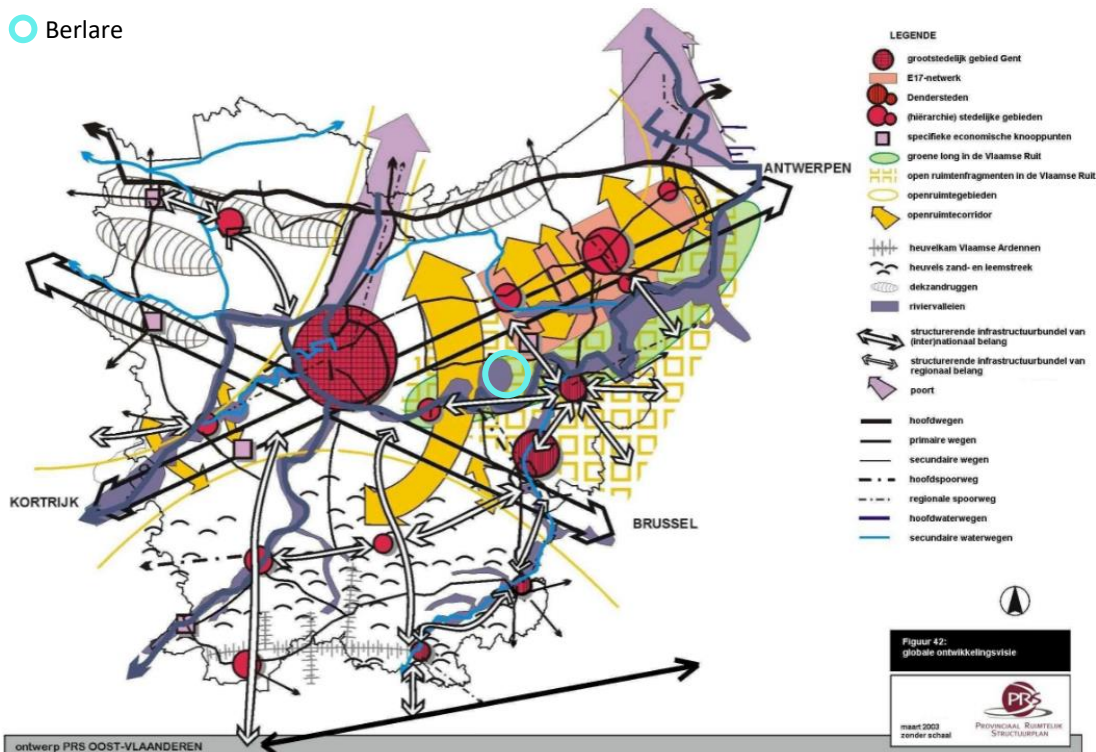 Berlare
LEGENDE
grootstedelijk gebied Gent
E17-netwerk
Dendersteden
(hiërarchie) stedelijke gebieden
specifieke economische knooppunten
groene long in de Vlaamse Ruit
open ruimtenfragmenten in de Vlaamse Ruit
openruimtegebieden
openruimtecorridor
heuvelkam Vlaamse Ardennen
heuvels zand- en leemstreek
dekzandruggen
riviervalleien
structurerende infrastructuurbundel van
(inter)nationaal belang
structurerende infrastructuurbundel van
regionaal belang
poort
hoofdwegen
primaire wegen
secundaire wegen
hoofdspoorweg
regionale spoorweg
hoofdwaterwegen
secundaire waterwegen
ANTWERPEN
KORTRIJK
BRUSSEL
Figuur 42:
globale ontwikkelingsvisie
maart 2003
zonder schaal
PRS
PROVINCIAAL RUIMTELIJK
STRUCTUURPLAN
ontwerp PRS OOST-VLAANDEREN